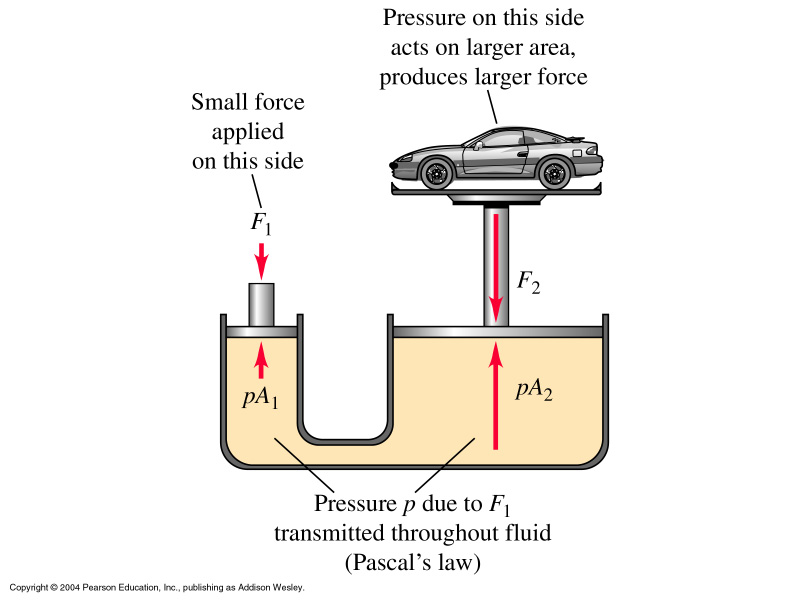 Pressure on this side
acts on larger area,
produces larger force
Small force
applied
on this side
F₁
F₂
pA₁
pA₂
Pressure p due to F₁
transmitted throughout fluid
(Pascal’s law)
Copyright © 2004 Pearson Education, Inc., publishing as Addison Wesley.